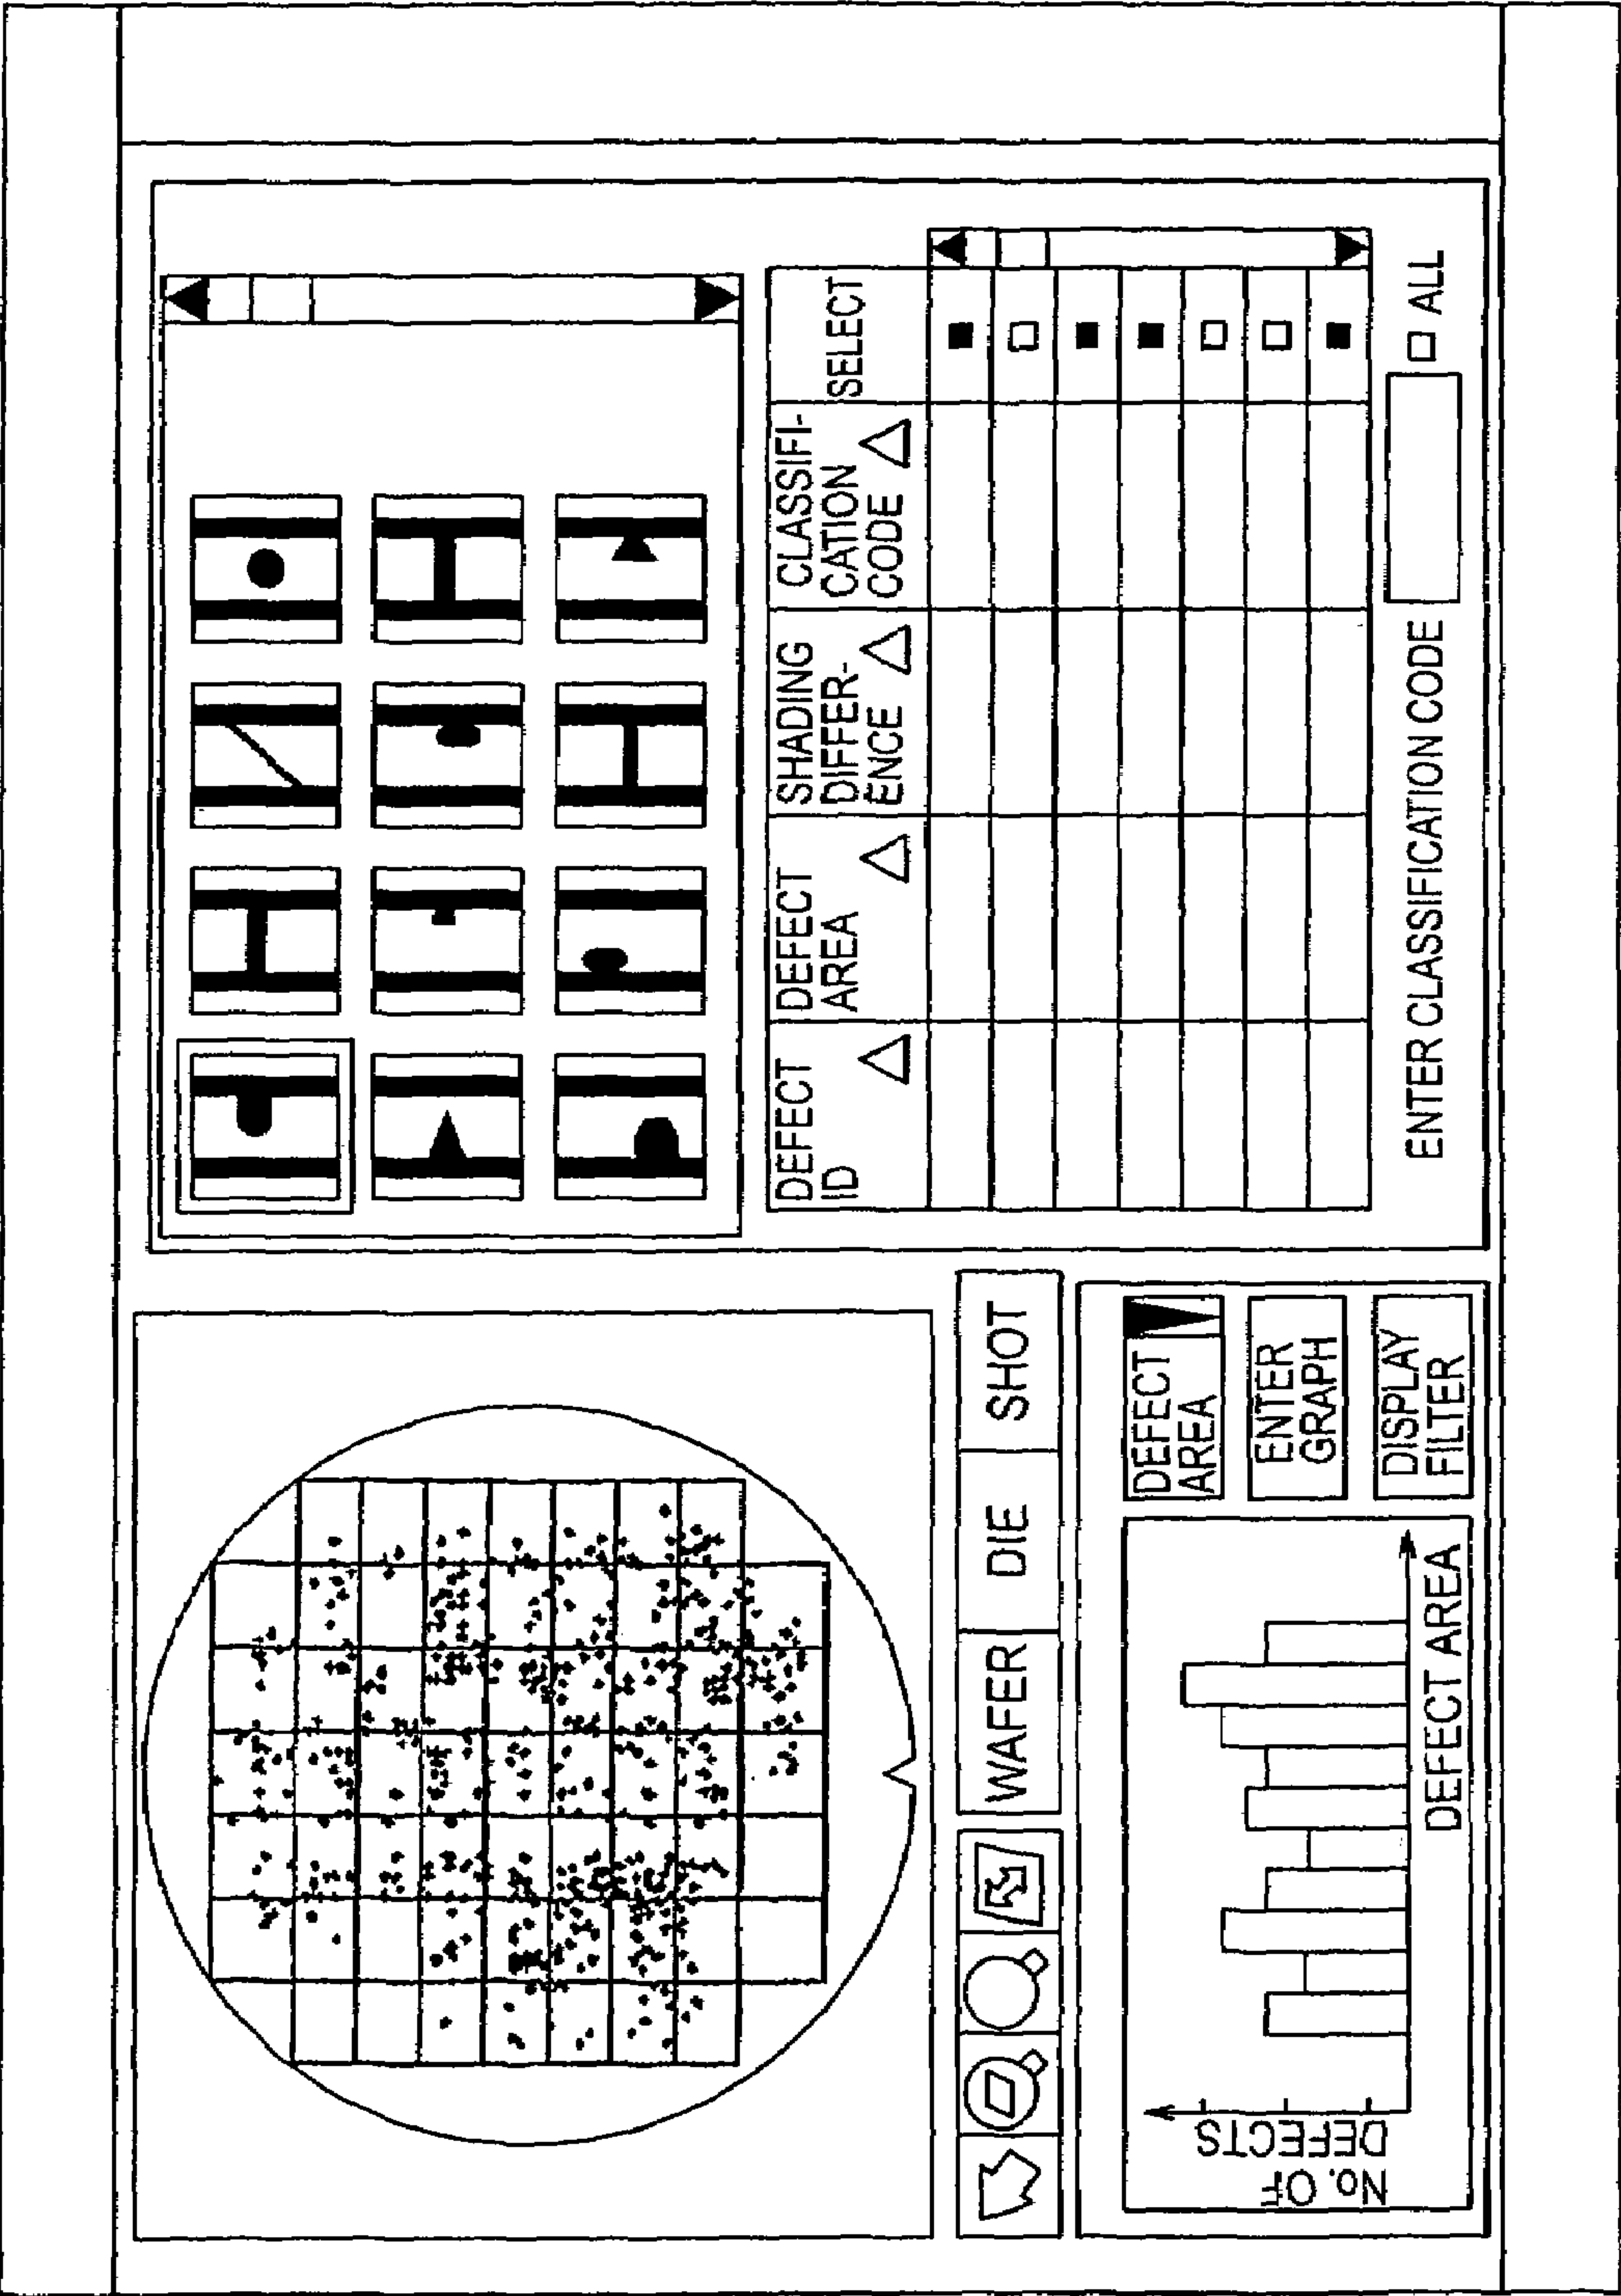 WAFER
DIE
SHOT
No. OF
DEFECTS
DEFECT AREA
DEFECT
AREA
ENTER
GRAPH
DISPLAY
FILTER
DEFECT
ID
DEFECT
AREA
SHADING
DIFFER-
ENCE
CLASSIFI-
CATION
CODE
SELECT
ENTER CLASSIFICATION CODE
ALL